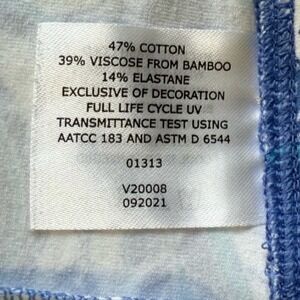 47% COTTON
39% VISCOSE FROM BAMBOO
14% ELASTANE
EXCLUSIVE OF DECORATION
FULL LIFE CYCLE UV
TRANSMITTANCE TEST USING
AATCC 183 AND ASTM D 6544
01313
V20008
092021